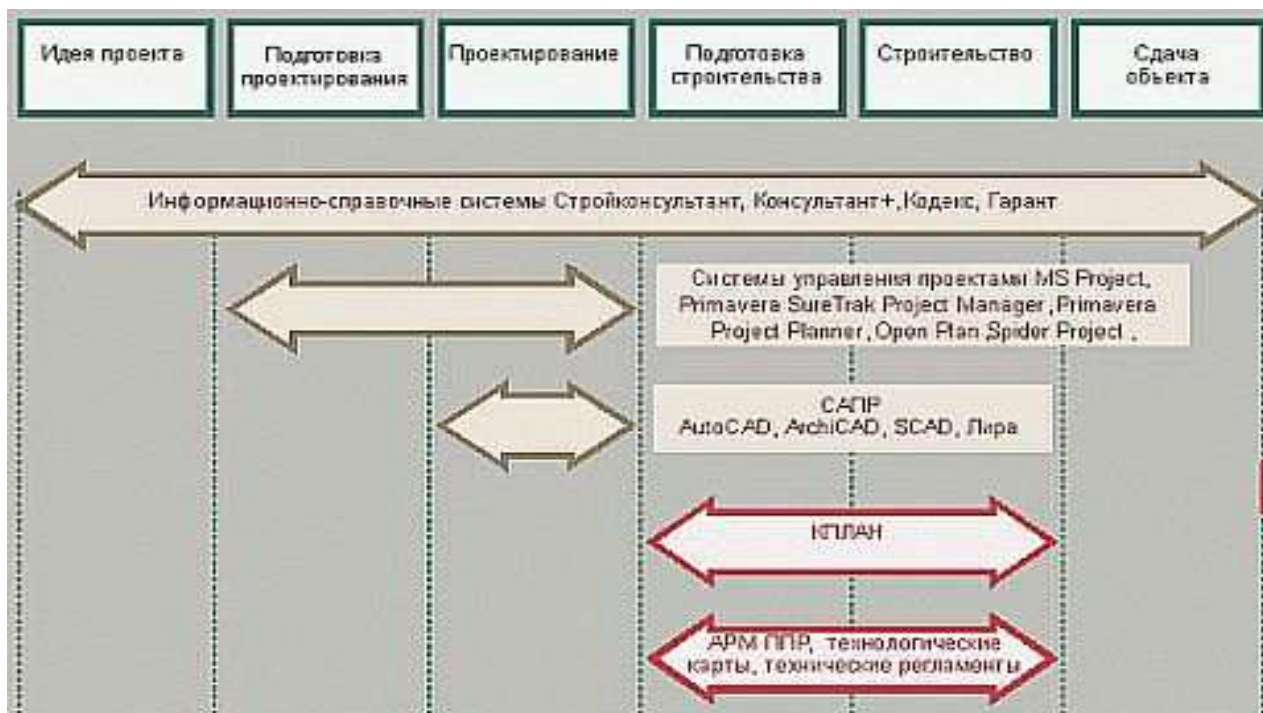 Идея проекта
Подготовка
проектирования
Проектирование
Подготовка
строительства
Строительство
Сдача
объекта
Информационно-справочные системы Стройконсультант, Консультант+,Кодекс, Гарант
Системы управления проектами MS Project,
Primavera SureTrak Project Manager, Primavera
Project Planner, Open Plan,Spider Project .
САПР
AutoCAD, ArchiCAD, SCAD, Лира
КПЛАН
АРМ ППР, технологические
карты, технические регламенты